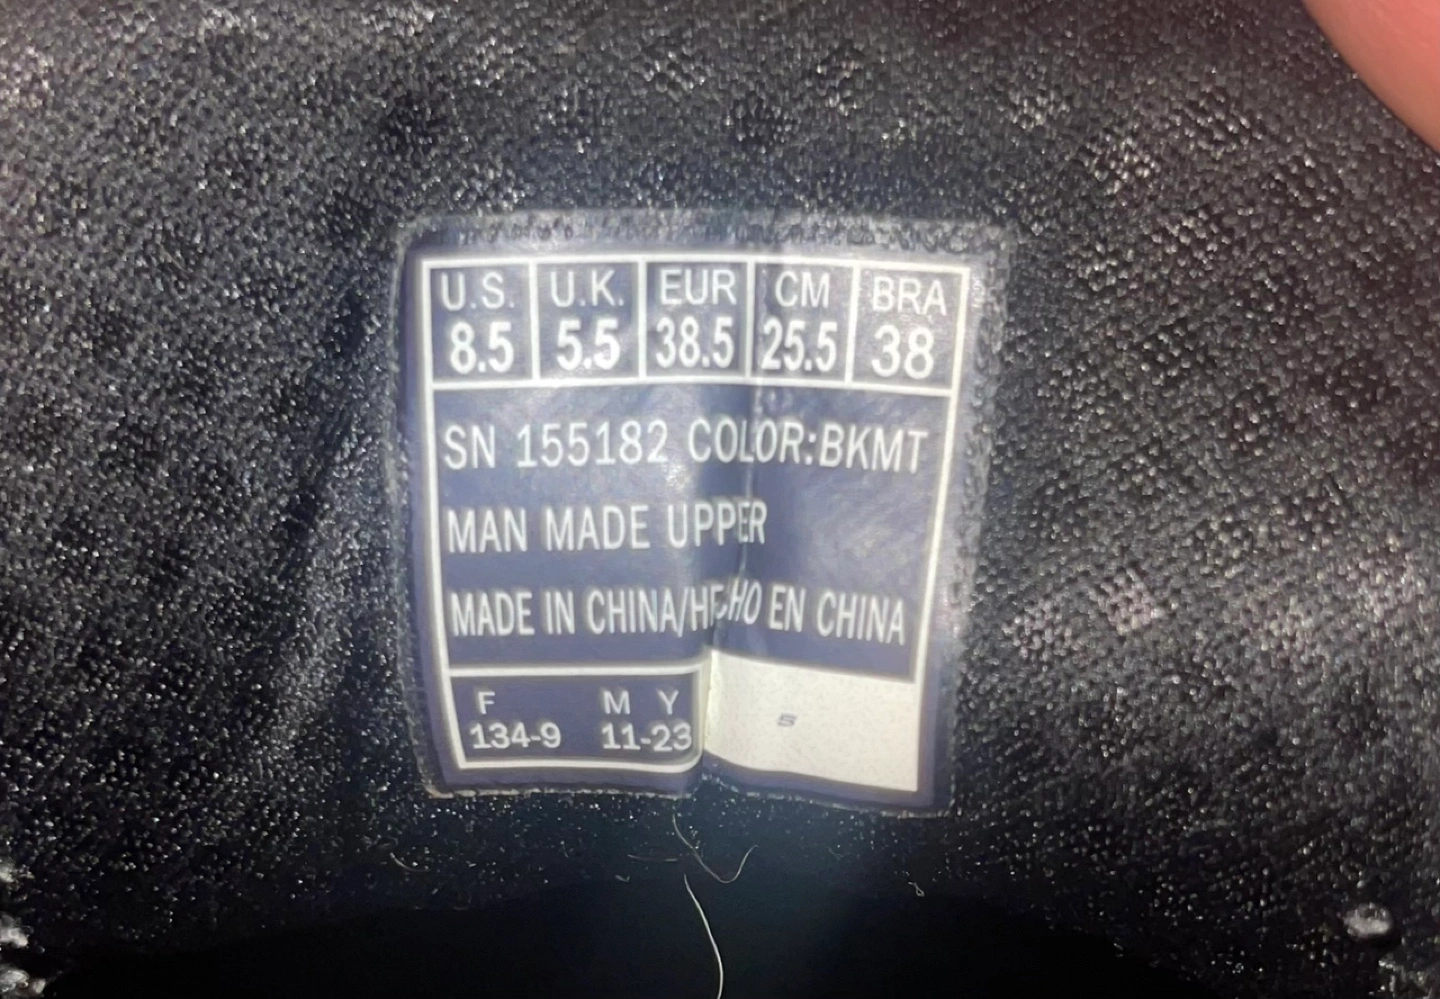 U.S. U.K. EUR CM BRA
8.5 5.5 38.5 25.5 38
SN 155182 COLOR:BKMT
MAN MADE UPPER
MADE IN CHINA/HECHO EN CHINA
F M Y
134-9 11-23
S